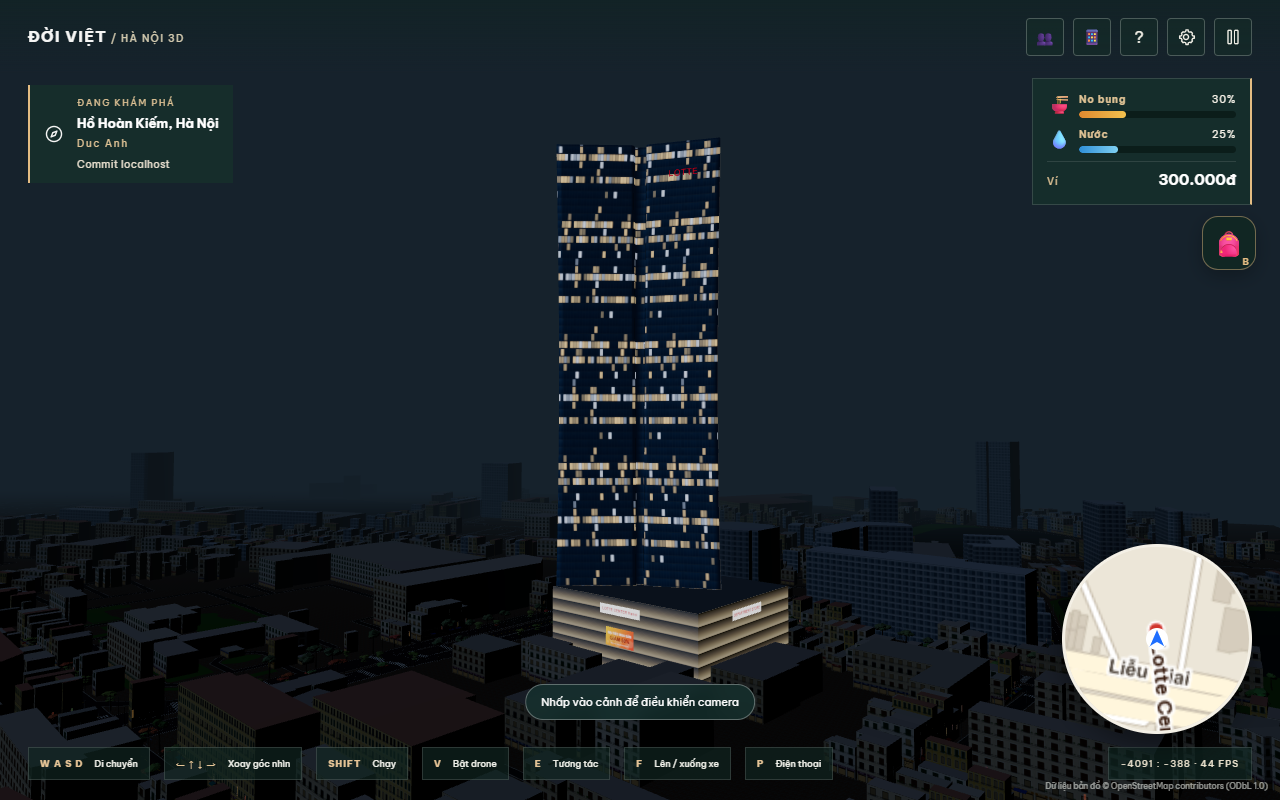 ĐỜI VIỆT / HÀ NỘI 3D
?
ĐANG KHÁM PHÁ
Hồ Hoàn Kiếm, Hà Nội
Duc Anh
Commit localhost
No bụng 30%
Nước 25%
Ví 300.000đ
B
LOTTE
Liễu
Nhấp vào cảnh để điều khiển camera
W A S D Di chuyển
←↑↓→ Xoay góc nhìn
SHIFT Chạy
V Bật drone
E Tương tác
F Lên / xuống xe
P Điện thoại
-4091 : -388 · 44 FPS
Dữ liệu bản đồ © OpenStreetMap contributors (ODbL 1.0)